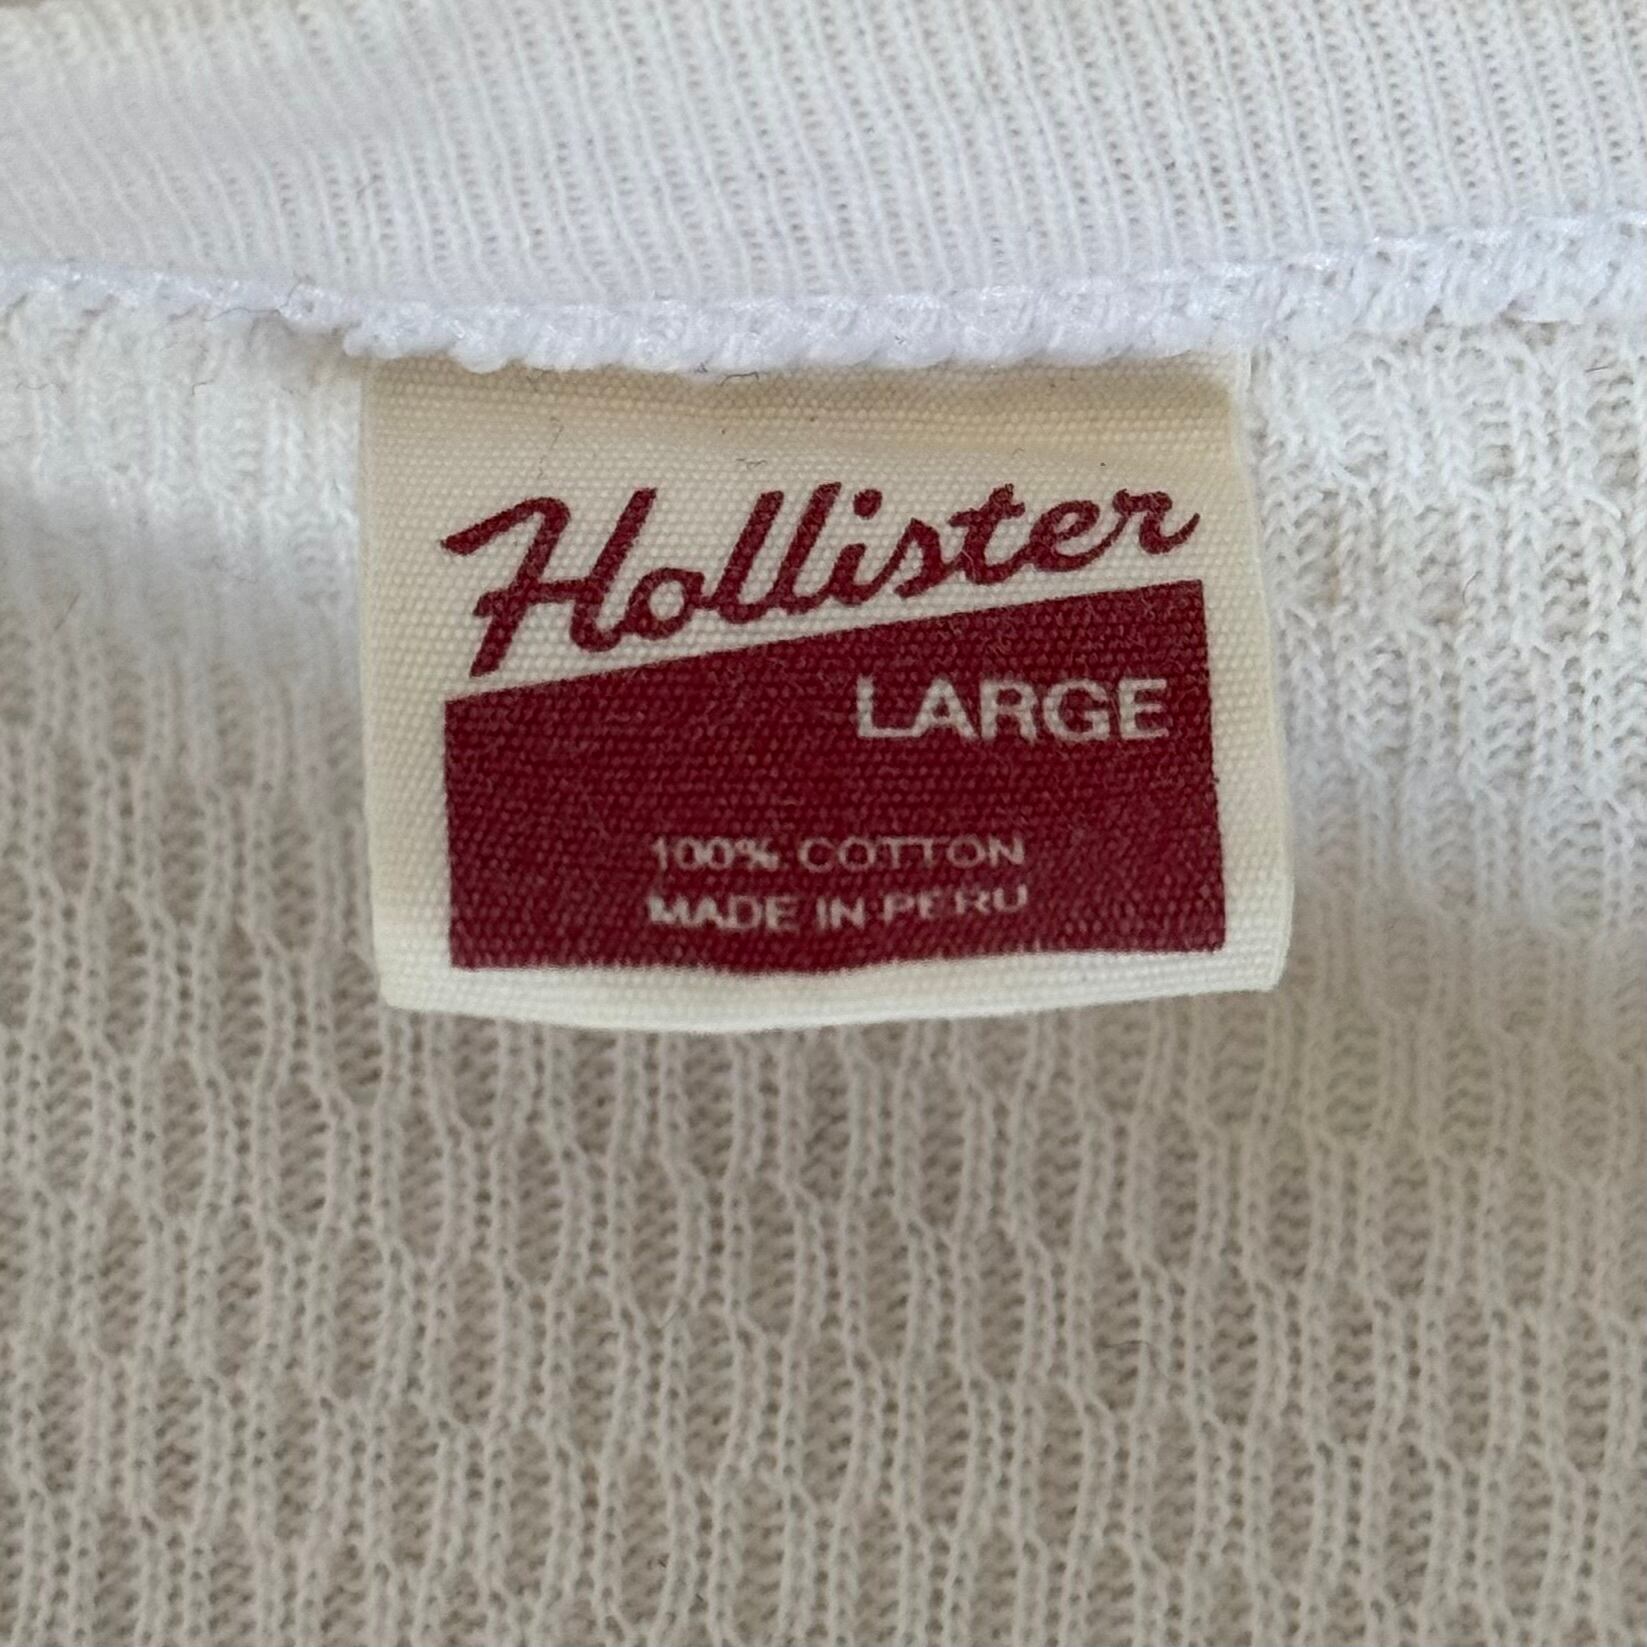 Hollister
LARGE
100% COTTON
MADE IN PERU